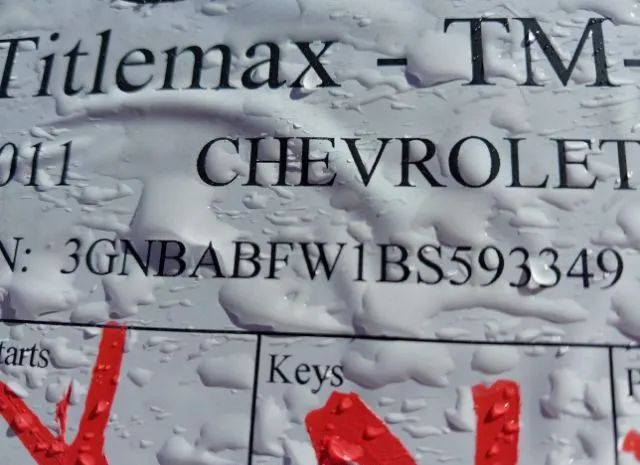 Titlemax - TM-
011 CHEVROLET
N: 3GNBABFW1BS593349
tarts Keys
N